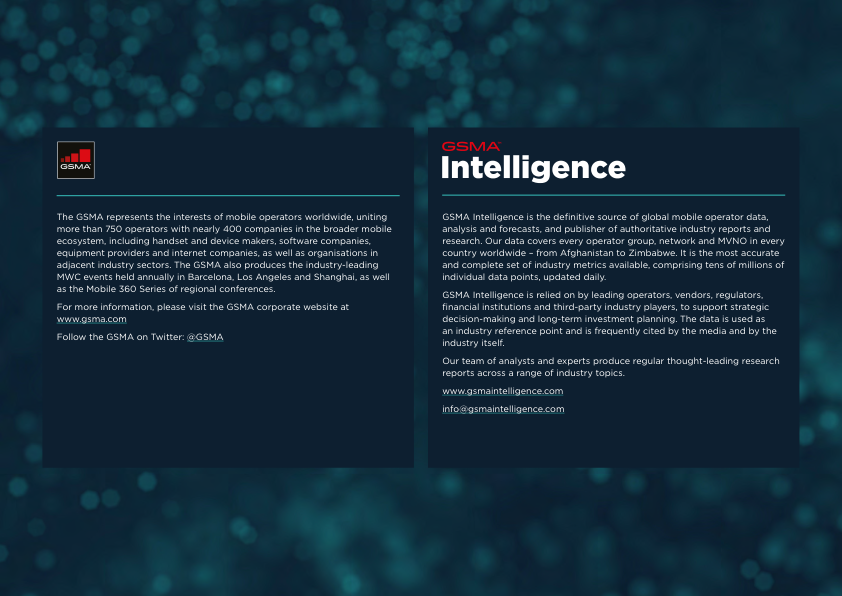 GSMA
The GSMA represents the interests of mobile operators worldwide, uniting
more than 750 operators with nearly 400 companies in the broader mobile
ecosystem, including handset and device makers, software companies,
equipment providers and internet companies, as well as organisations in
adjacent industry sectors. The GSMA also produces the industry-leading
MWC events held annually in Barcelona, Los Angeles and Shanghai, as well
as the Mobile 360 Series of regional conferences.
For more information, please visit the GSMA corporate website at
www.gsma.com
Follow the GSMA on Twitter: @GSMA
GSMA
Intelligence
GSMA Intelligence is the definitive source of global mobile operator data,
analysis and forecasts, and publisher of authoritative industry reports and
research. Our data covers every operator group, network and MVNO in every
country worldwide – from Afghanistan to Zimbabwe. It is the most accurate
and complete set of industry metrics available, comprising tens of millions of
individual data points, updated daily.
GSMA Intelligence is relied on by leading operators, vendors, regulators,
financial institutions and third-party industry players, to support strategic
decision-making and long-term investment planning. The data is used as
an industry reference point and is frequently cited by the media and by the
industry itself.
Our team of analysts and experts produce regular thought-leading research
reports across a range of industry topics.
www.gsmaintelligence.com
info@gsmaintelligence.com